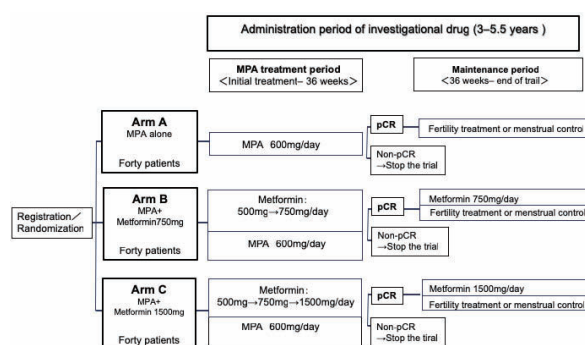 Administration period of investigational drug (3–5.5 years )
MPA treatment period
＜Initial treatment– 36 weeks＞
Maintenance period
＜36 weeks– end of trail＞
Registration／
Randomization
Arm A
MPA alone
Forty patients
MPA 600mg/day
pCR
Fertility treatment or menstrual control
Non-pCR
→Stop the trial
Arm B
MPA+
Metformin750mg
Forty patients
Metformin：
500mg→750mg/day
MPA 600mg/day
pCR
Metformin 750mg/day
Fertility treatment or menstrual control
Non-pCR
→Stop the trial
Arm C
MPA+
Metformin 1500mg
Forty patients
Metformin：
500mg→750mg→1500mg/day
MPA 600mg/day
pCR
Metformin 1500mg/day
Fertility treatment or menstrual control
Non-pCR
→Stop the tiral